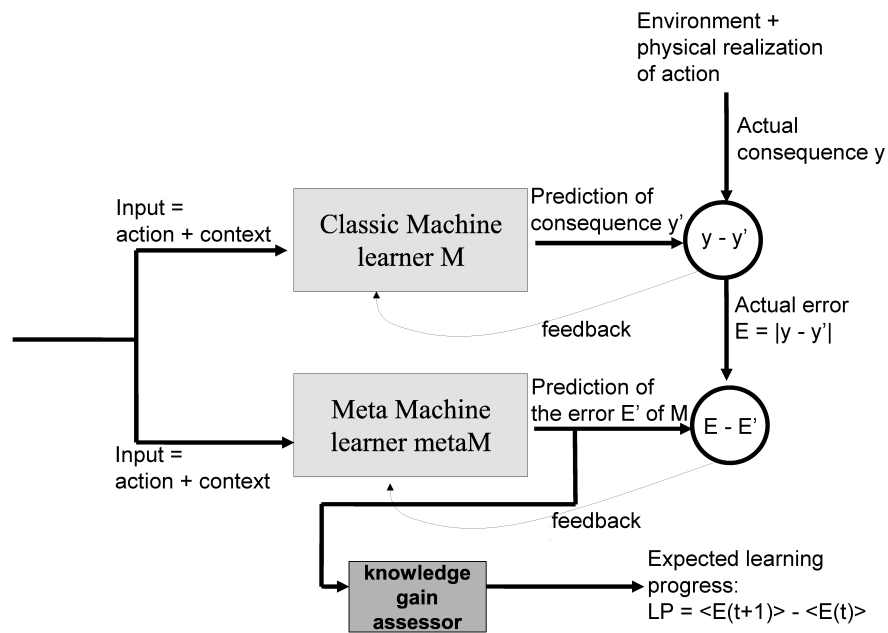 Environment +
physical realization
of action
Actual
consequence y
Input =
action + context
Classic Machine
learner M
Prediction of
consequence y’
y - y’
feedback
Actual error
E = |y - y’|
Meta Machine
learner metaM
Prediction of
the error E’ of M
E - E’
Input =
action + context
feedback
knowledge
gain
assessor
Expected learning
progress:
LP = <E(t+1)> - <E(t)>